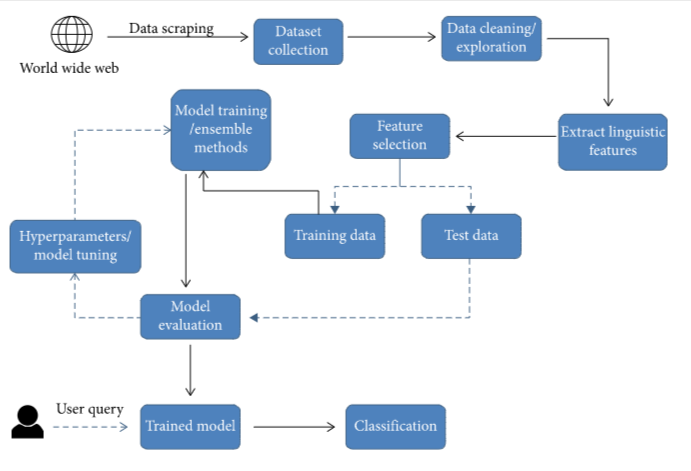 World wide web
Data scraping
Dataset
collection
Data cleaning/
exploration
Extract linguistic
features
Feature
selection
Model training
/ensemble
methods
Training data
Test data
Hyperparameters/
model tuning
Model
evaluation
User query
Trained model
Classification